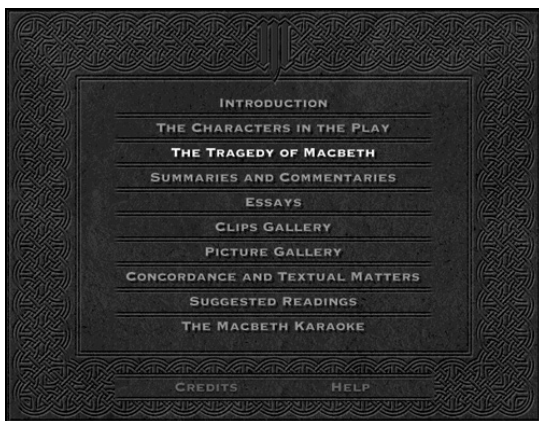 Introduction
The Characters in the Play
The Tragedy of Macbeth
Summaries and Commentaries
Essays
Clips Gallery
Picture Gallery
Concordance and Textual Matters
Suggested Readings
The Macbeth Karaoke
Credits Help